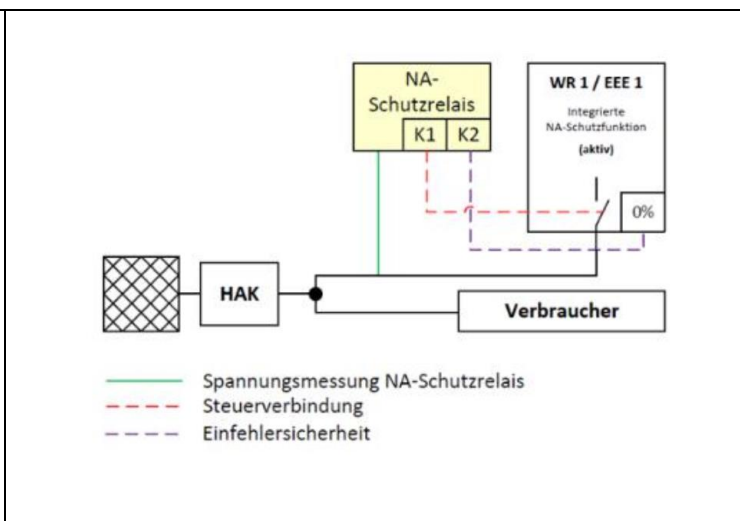 NA-
Schutzrelais
K1 K2
WR 1 / EEE 1
Integrierte
NA-Schutzfunktion
(aktiv)
0%
HAK
Verbraucher
Spannungsmessung NA-Schutzrelais
Steuerverbindung
Einfehlersicherheit